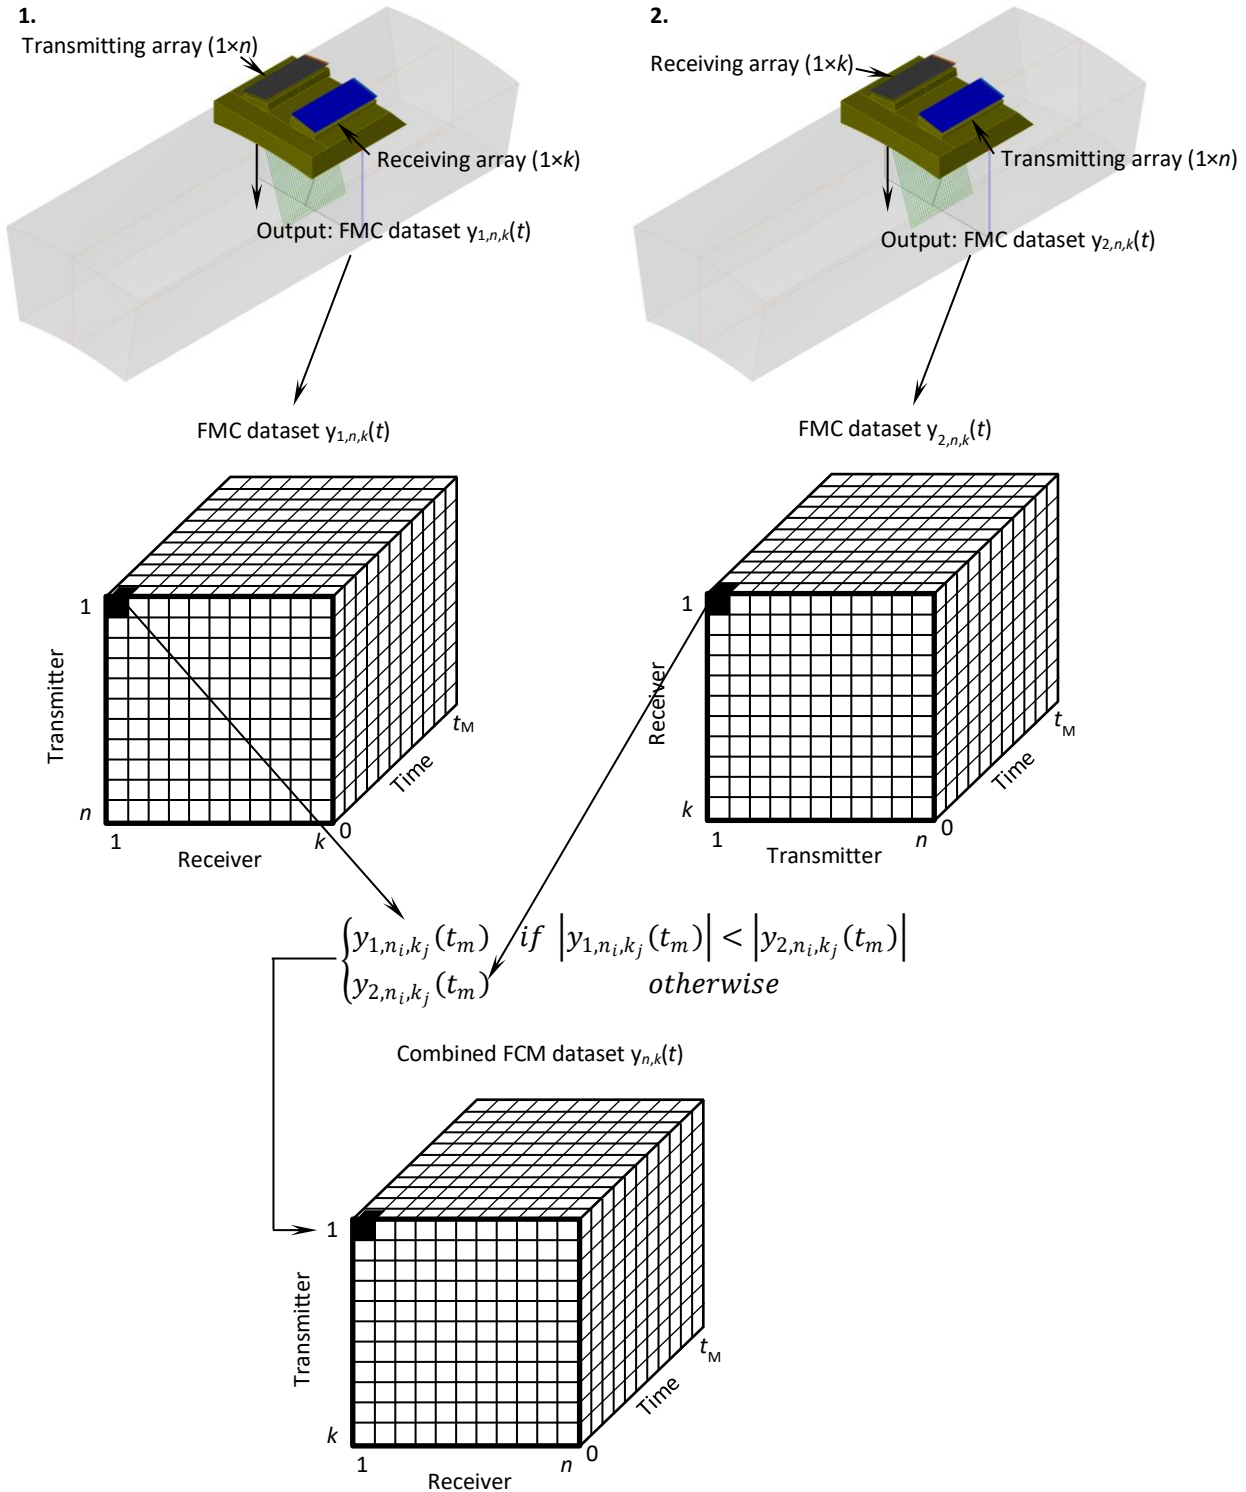 1.
Transmitting array (1×n)
Receiving array (1×k)
Output: FMC dataset y1,n,k(t)
2.
Receiving array (1×k)
Transmitting array (1×n)
Output: FMC dataset y2,n,k(t)
FMC dataset y1,n,k(t)
1
Transmitter
n
1
Receiver
k
0
Time
tM
FMC dataset y2,n,k(t)
1
Receiver
k
1
Transmitter
n
0
Time
tM
{y1,ni,kj(tm) if |y1,ni,kj(tm)| < |y2,ni,kj(tm)|
y2,ni,kj(tm) otherwise
Combined FCM dataset yn,k(t)
1
Transmitter
k
1
Receiver
n
0
Time
tM